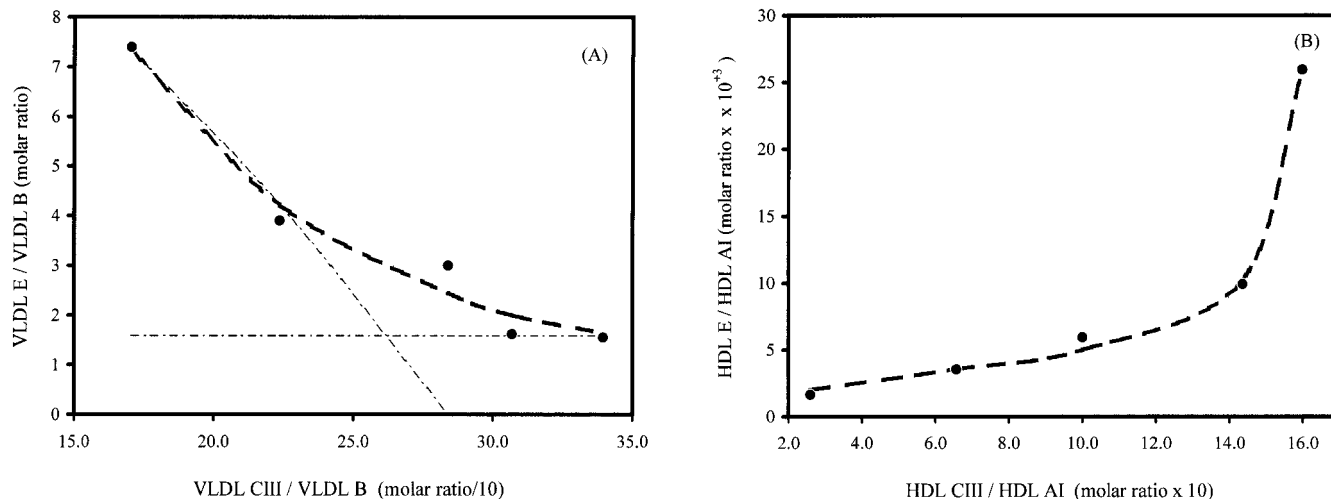 (A)
VLDL E / VLDL B (molar ratio)
8
7
6
5
4
3
2
1
0
15.0 20.0 25.0 30.0 35.0
VLDL CIII / VLDL B (molar ratio/10)
(B)
HDL E / HDL AI (molar ratio x x 10+3)
30
25
20
15
10
5
0
2.0 4.0 6.0 8.0 10.0 12.0 14.0 16.0
HDL CIII / HDL AI (molar ratio x 10)